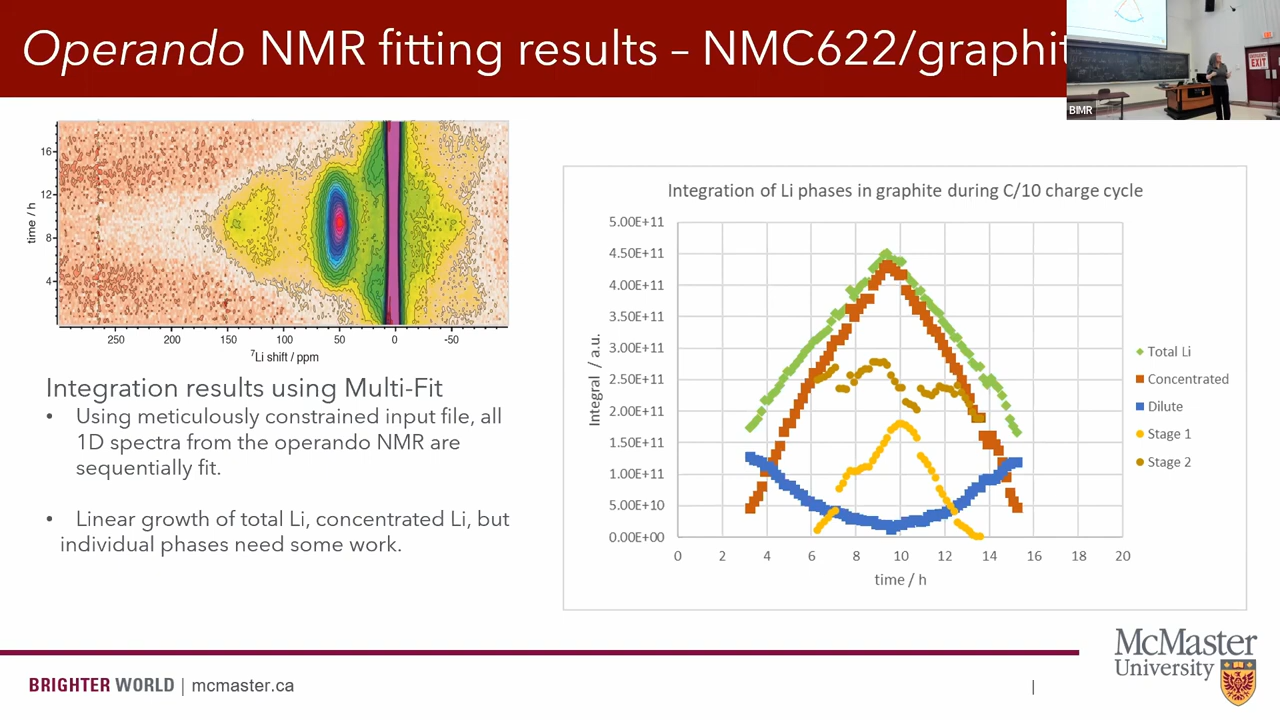 Operando NMR fitting results – NMC622/graphit
BIMR
EXIT
16
12
8
4
time / h
250
200
150
100
50
0
-50
7Li shift / ppm
Integration results using Multi-Fit
• Using meticulously constrained input file, all
1D spectra from the operando NMR are
sequentially fit.
• Linear growth of total Li, concentrated Li, but
individual phases need some work.
Integration of Li phases in graphite during C/10 charge cycle
5.00E+11
4.50E+11
4.00E+11
3.50E+11
3.00E+11
2.50E+11
2.00E+11
1.50E+11
1.00E+11
5.00E+10
0.00E+00
Integral / a.u.
0 2 4 6 8 10 12 14 16 18 20
time / h
Total Li
Concentrated
Dilute
Stage 1
Stage 2
BRIGHTER WORLD | mcmaster.ca
|
McMaster
University